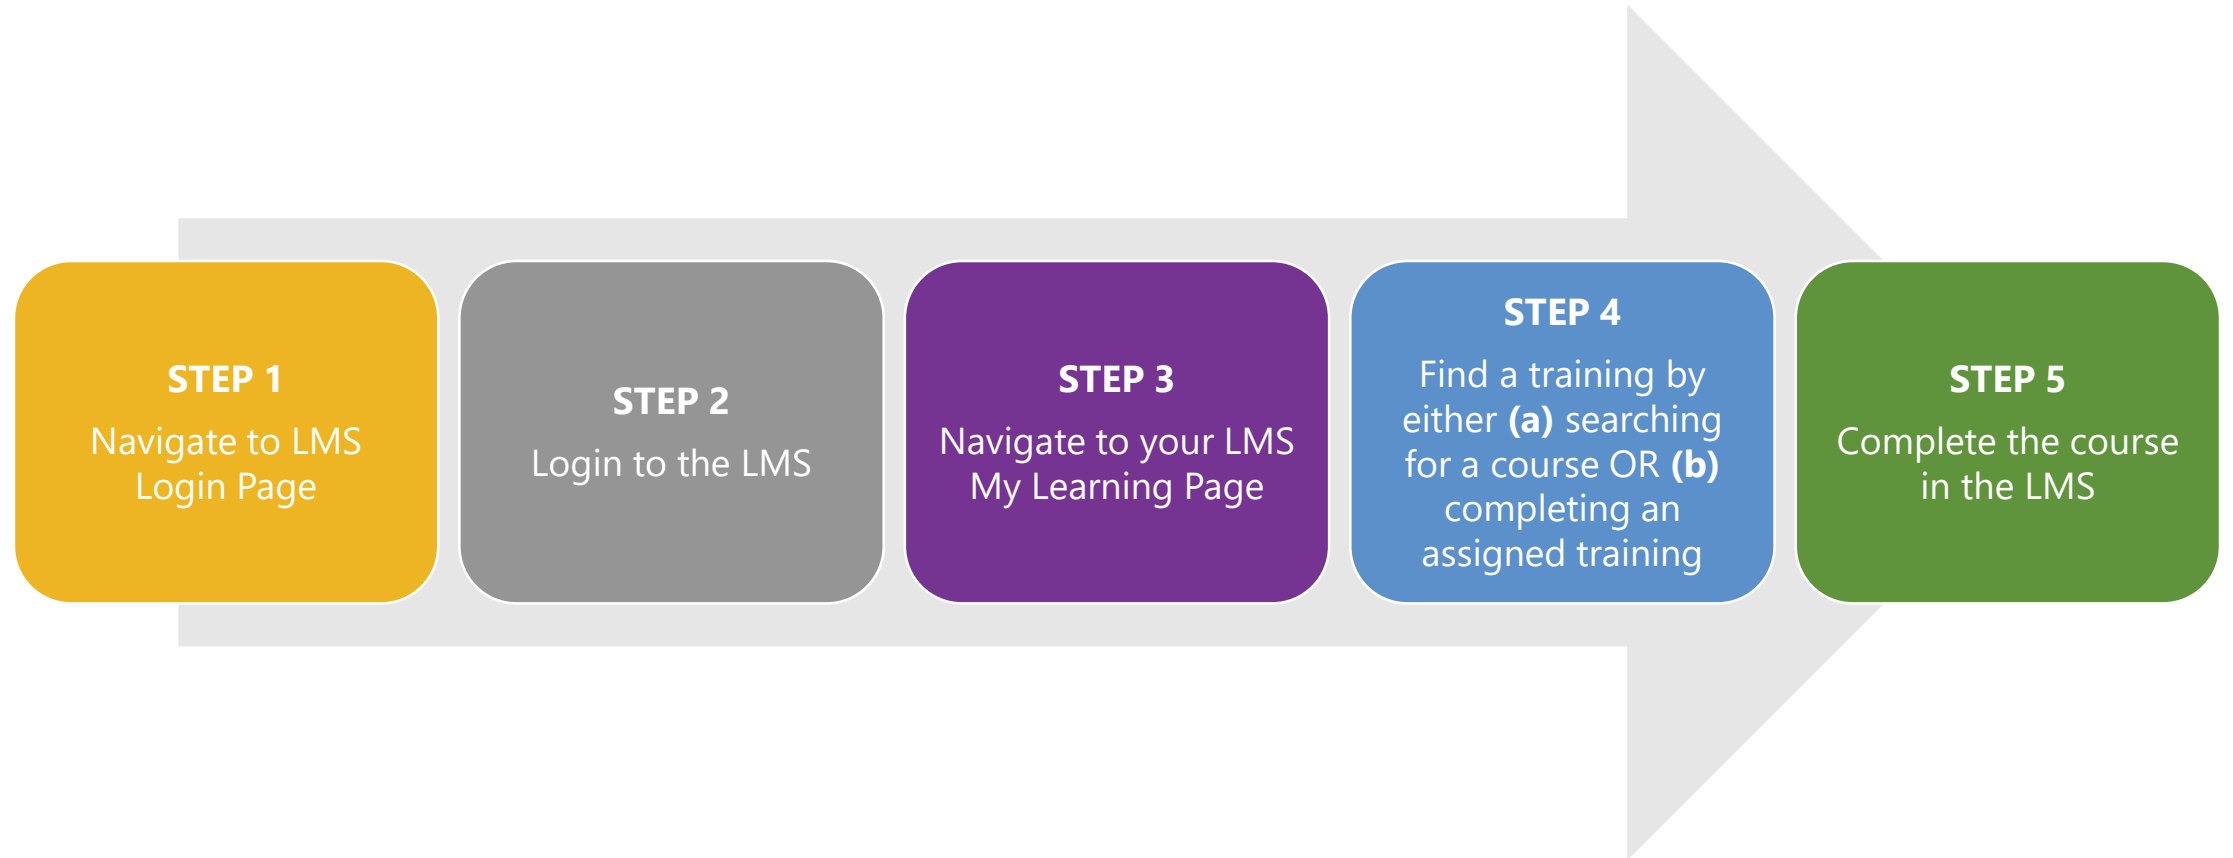 STEP 1
Navigate to LMS
Login Page
STEP 2
Login to the LMS
STEP 3
Navigate to your LMS
My Learning Page
STEP 4
Find a training by
either (a) searching
for a course OR (b)
completing an
assigned training
STEP 5
Complete the course
in the LMS